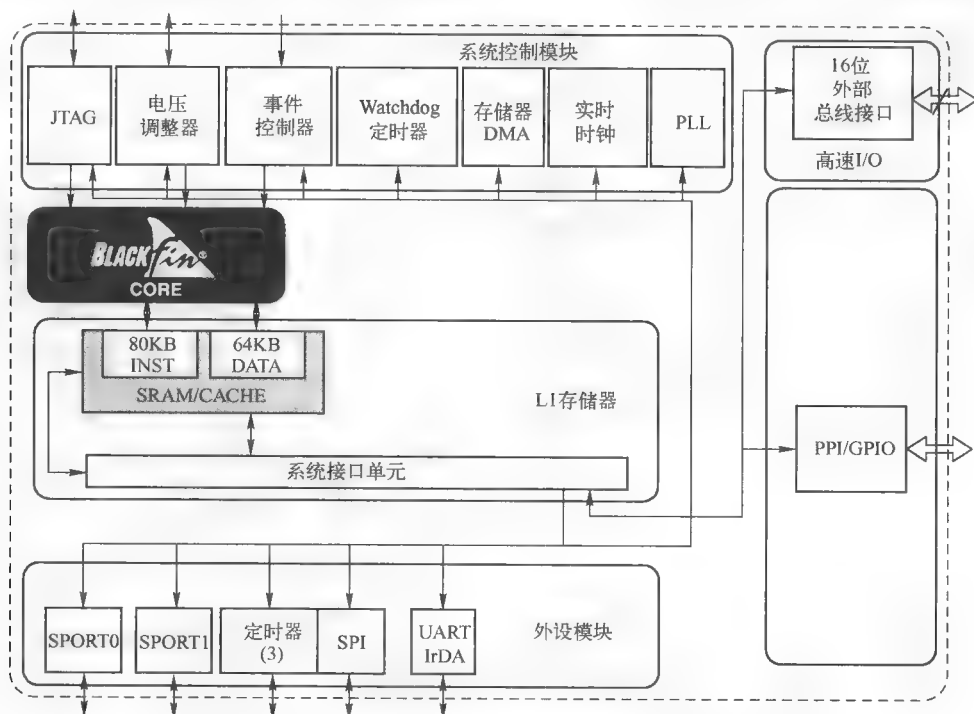 系统控制模块
JTAG
电压
调整器
事件
控制器
Watchdog
定时器
存储器
DMA
实时
时钟
PLL
16位
外部
总线接口
高速I/O
BLACKfin®
CORE
80KB
INST
64KB
DATA
SRAM/CACHE
L1存储器
系统接口单元
PPI/GPIO
SPORT0
SPORT1
定时器
(3)
SPI
UART
IrDA
外设模块